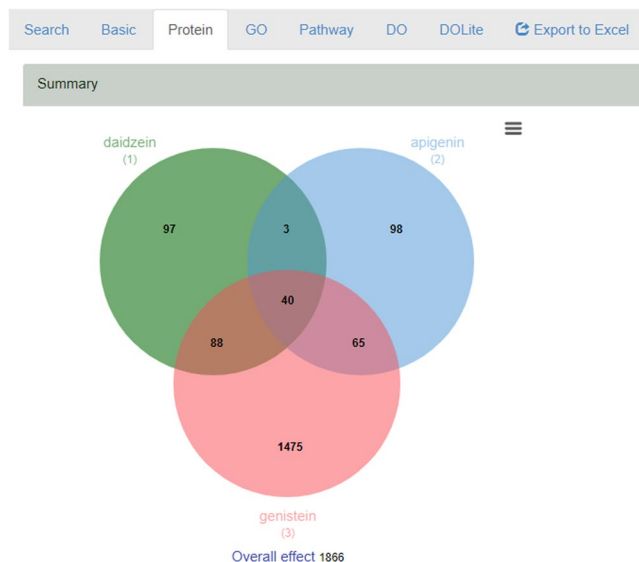 Search Basic Protein GO Pathway DO DOLite Export to Excel
Summary
daidzein
(1)
apigenin
(2)
97 3 98
40
88 65
1475
genistein
(3)
Overall effect 1866